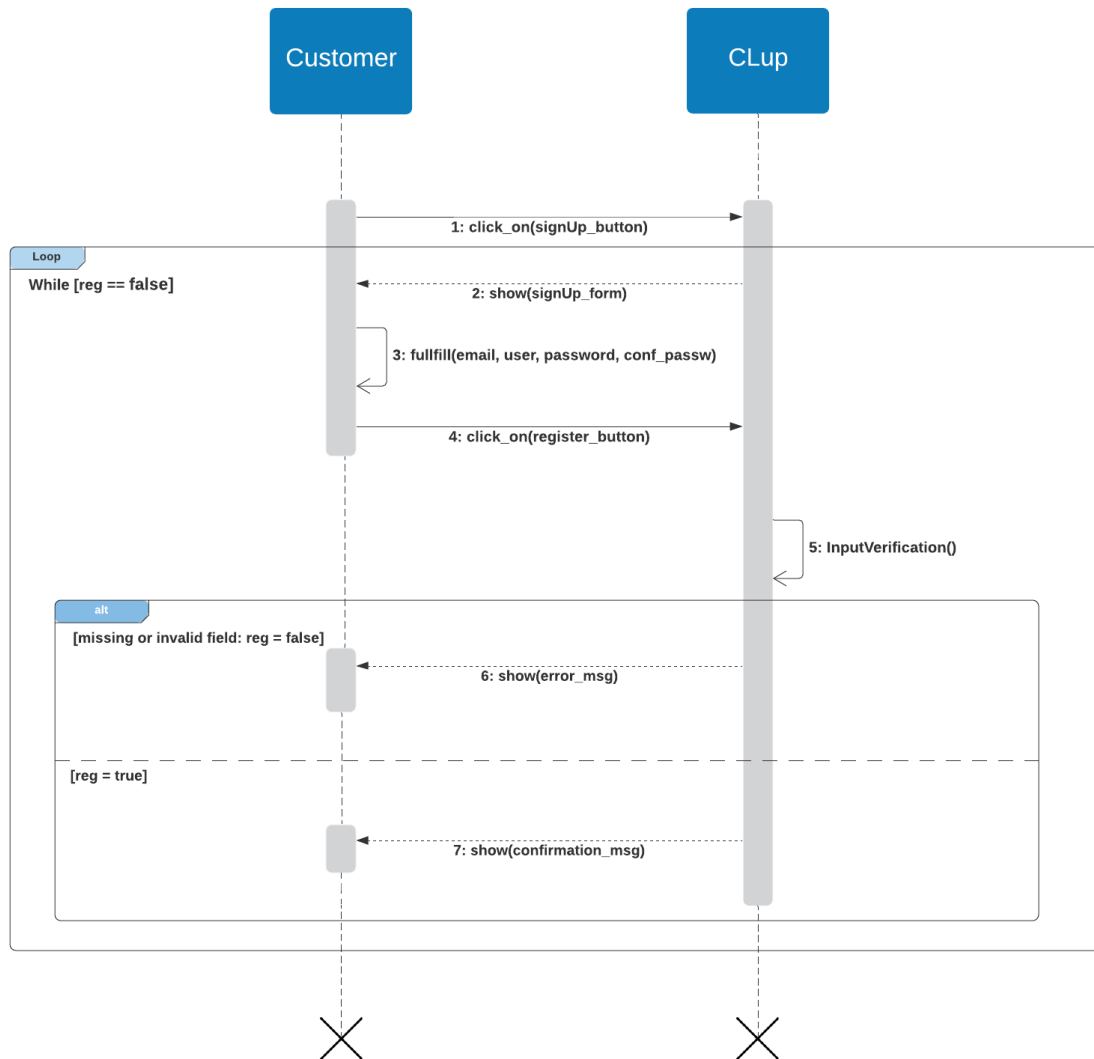 Customer
CLup
1: click_on(signUp_button)
Loop
While [reg == false]
2: show(signUp_form)
3: fullfill(email, user, password, conf_passw)
4: click_on(register_button)
5: InputVerification()
alt
[missing or invalid field: reg = false]
6: show(error_msg)
[reg = true]
7: show(confirmation_msg)